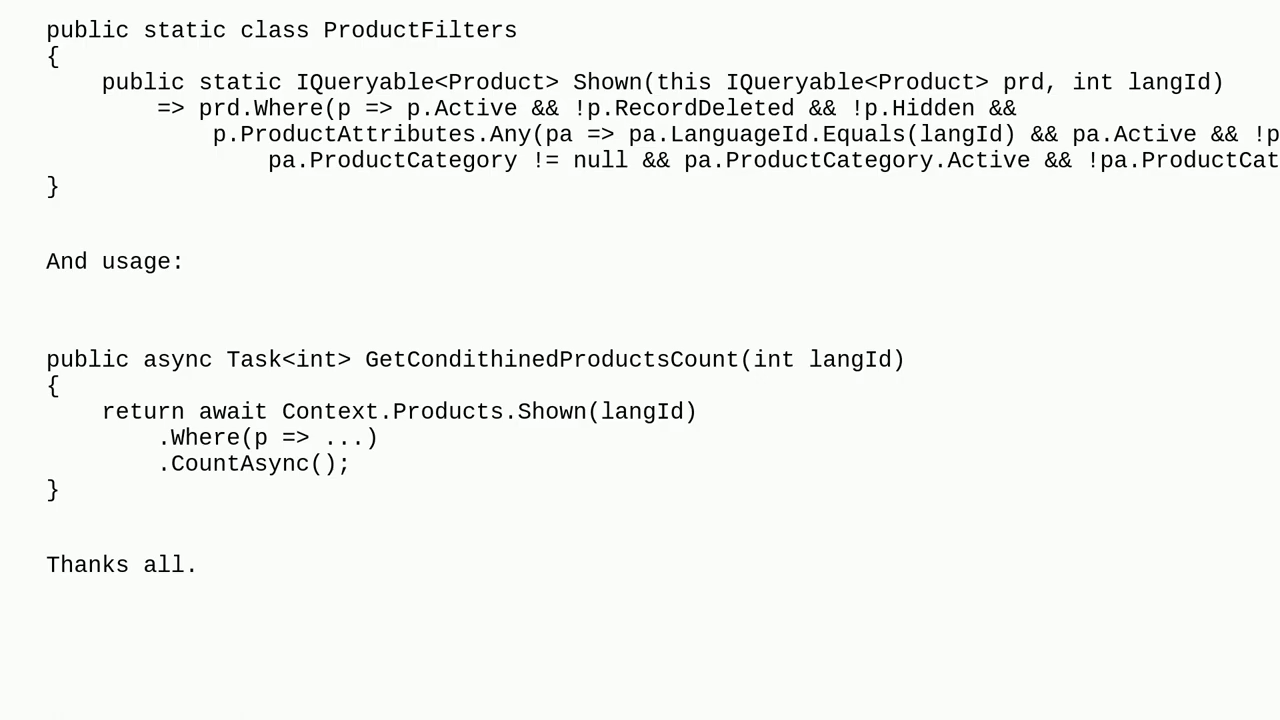 public static class ProductFilters
{
    public static IQueryable<Product> Shown(this IQueryable<Product> prd, int langId)
        => prd.Where(p => p.Active && !p.RecordDeleted && !p.Hidden &&
            p.ProductAttributes.Any(pa => pa.LanguageId.Equals(langId) && pa.Active && !p
                pa.ProductCategory != null && pa.ProductCategory.Active && !pa.ProductCat
}
And usage:
public async Task<int> GetCondithinedProductsCount(int langId)
{
    return await Context.Products.Shown(langId)
        .Where(p => ...)
        .CountAsync();
}
Thanks all.